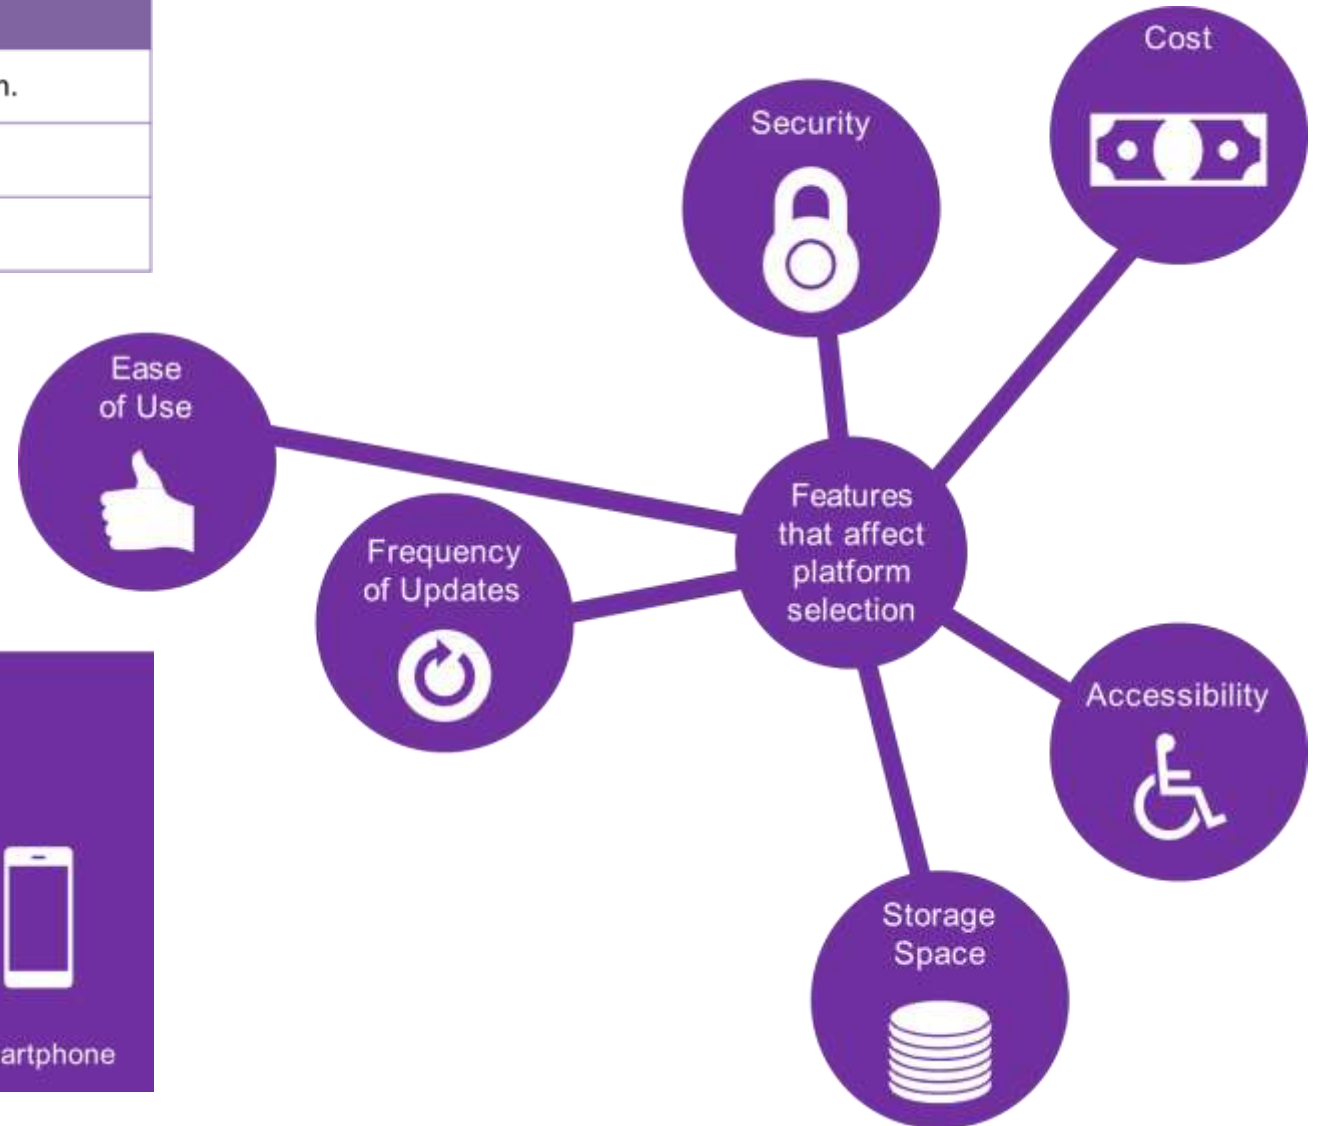 n.
Cost
Security
Ease
of Use
Features
that affect
platform
selection
Frequency
of Updates
Accessibility
Storage
Space
artphone